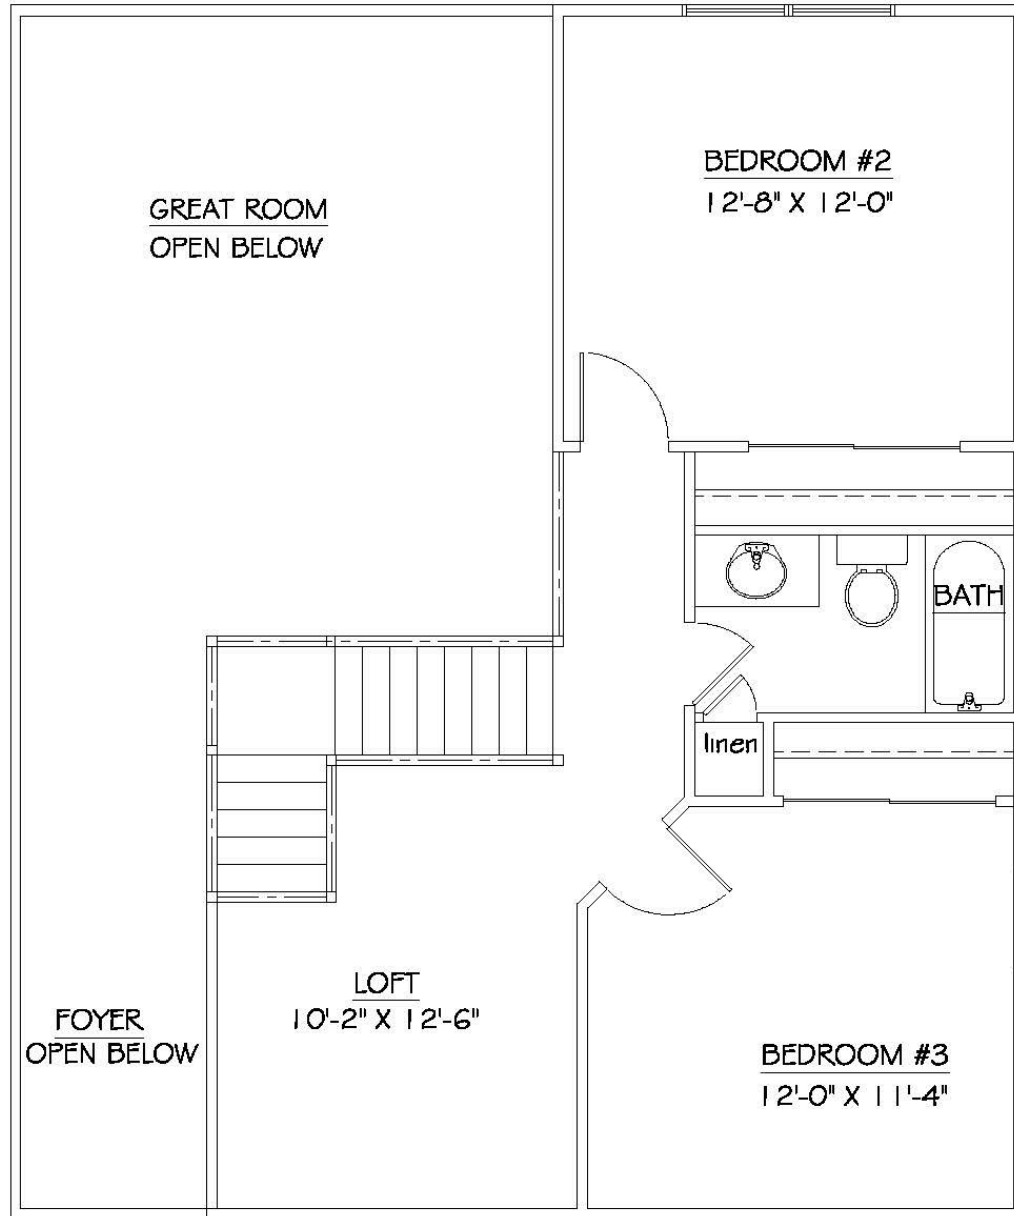 BEDROOM #2
12'-8" X 12'-0"
GREAT ROOM
OPEN BELOW
BATH
linen
LOFT
10'-2" X 12'-6"
FOYER
OPEN BELOW
BEDROOM #3
12'-0" X 11'-4"